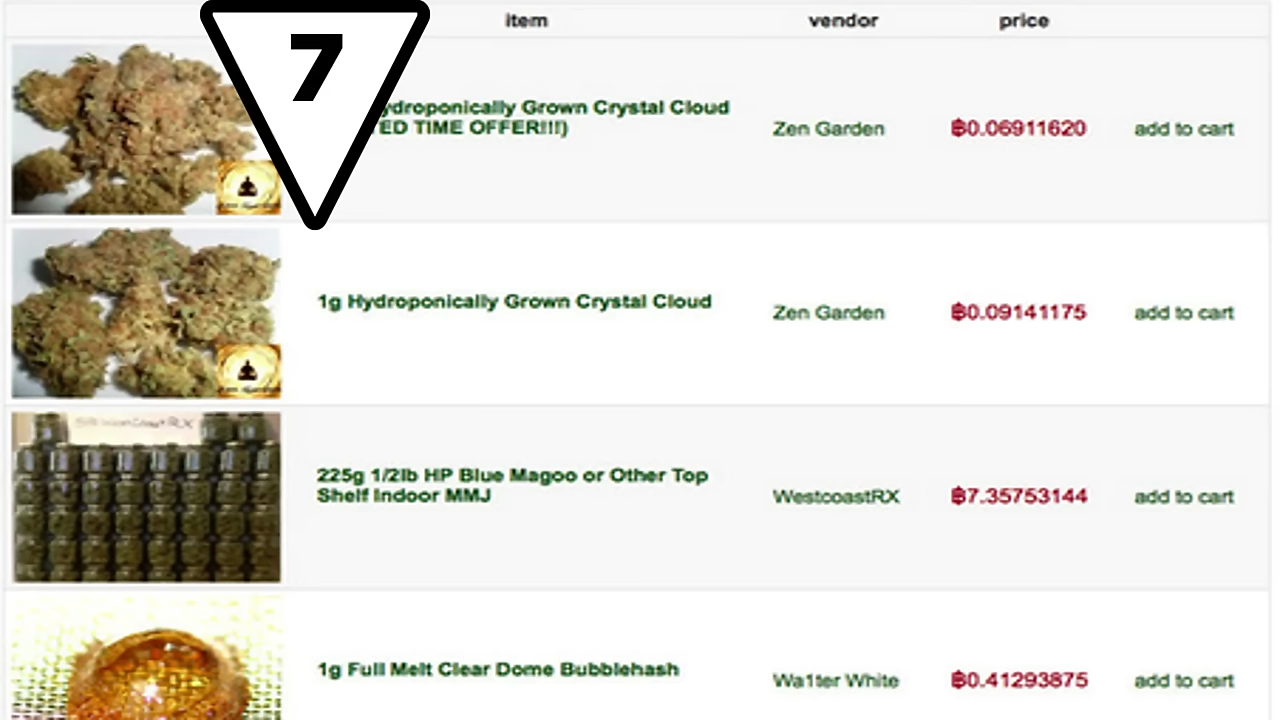 item vendor price
7
ydroponically Grown Crystal Cloud
TED TIME OFFER!!!)
Zen Garden ฿0.06911620 add to cart
1g Hydroponically Grown Crystal Cloud
Zen Garden ฿0.09141175 add to cart
225g 1/2lb HP Blue Magoo or Other Top
Shelf Indoor MMJ
WestcoastRX ฿7.35753144 add to cart
1g Full Melt Clear Dome Bubblehash
Wa1ter White ฿0.41293875 add to cart